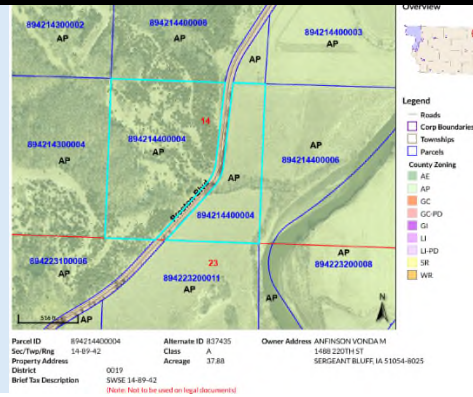 Overview
894214300002
AP
894214400006
AP
894214400003
AP
14
894214300004
AP
894214400004
AP
894214400006
AP
AP
Preston Blvd
894214400004
894223100006
AP
23
894223200011
AP
AP
894223200008
AP
AP
N
Legend
Roads
Corp Boundaries
Townships
Parcels
County Zoning
AE
AP
GC
GC-PD
GI
LI
LI-PD
SR
WR
Parcel ID 894214400004 Alternate ID 837435 Owner Address ANFINSON VONDA M
Sec/Twp/Rng 14-89-42 Class A 1488 220TH ST
Property Address Acreage 37.88 SERGEANT BLUFF, IA 51054-8025
District 0019
Brief Tax Description SWSE 14-89-42
(Note: Not to be used on legal documents)